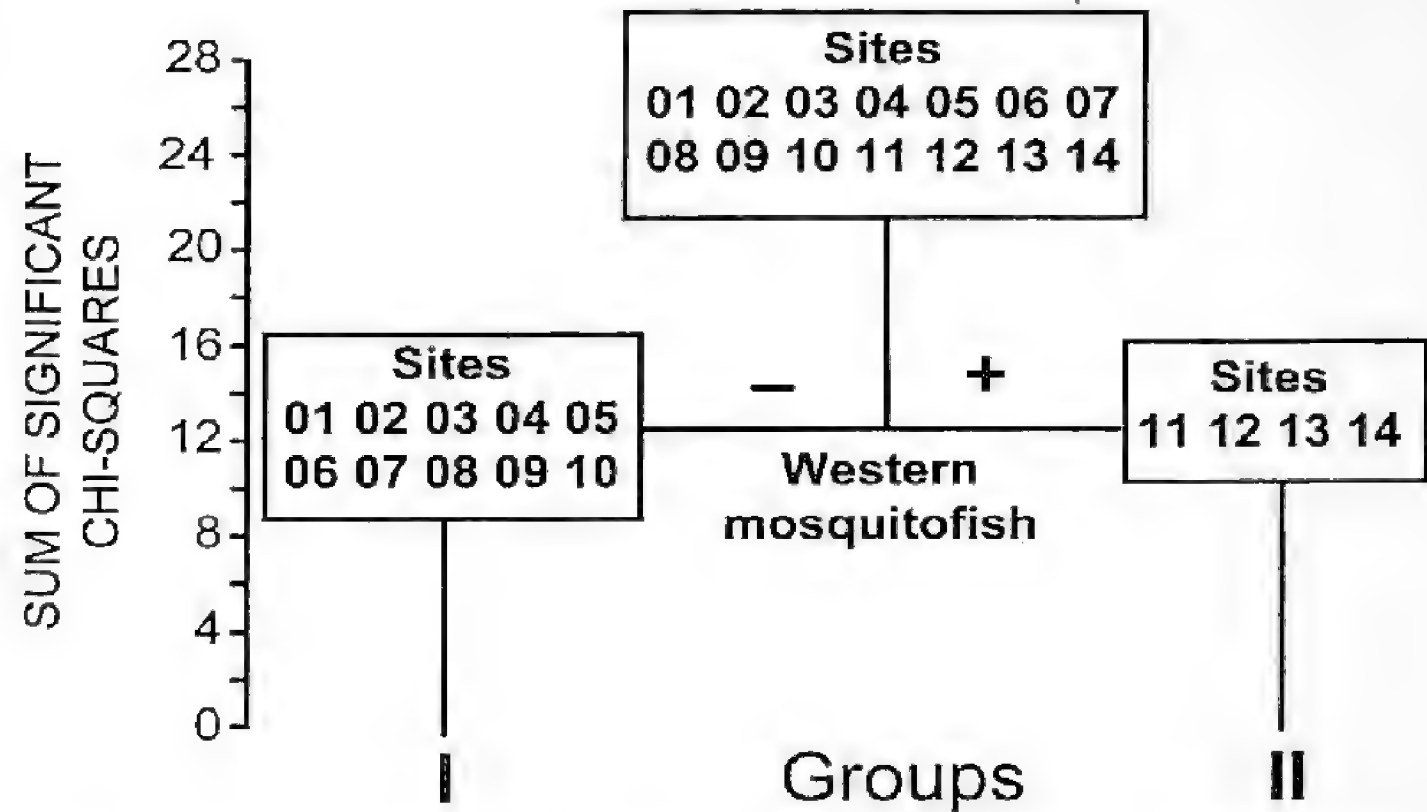 SUM OF SIGNIFICANT
CHI-SQUARES
28
24
20
16
12
8
4
0
Sites
01 02 03 04 05 06 07
08 09 10 11 12 13 14
Sites
01 02 03 04 05
06 07 08 09 10
–
+
Western
mosquitofish
Sites
11 12 13 14
I
Groups
II